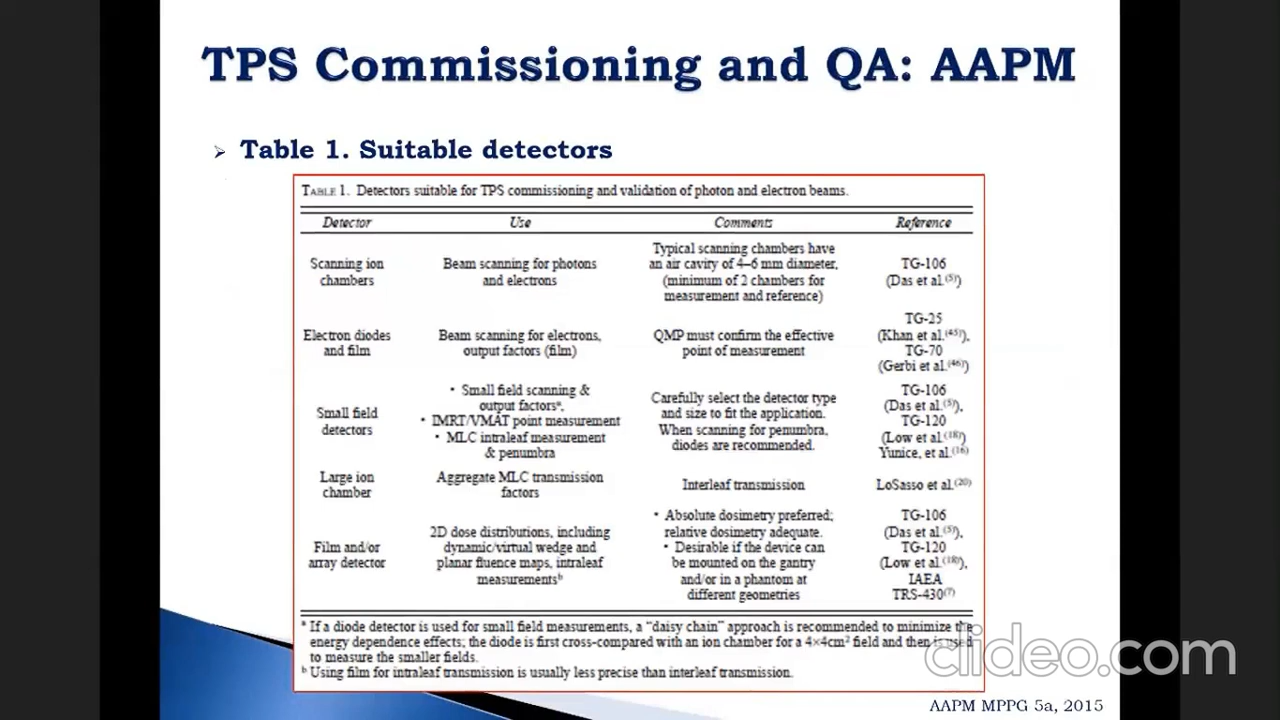 TPS Commissioning and QA: AAPM
Table 1. Suitable detectors
TABLE 1. Detectors suitable for TPS commissioning and validation of photon and electron beams.
Detector Use Comments Reference
Scanning ion chambers
Beam scanning for photons and electrons
Typical scanning chambers have an air cavity of 4–6 mm diameter, (minimum of 2 chambers for measurement and reference)
TG-106 (Das et al.(5))
Electron diodes and film
Beam scanning for electrons, output factors (film)
QMP must confirm the effective point of measurement
TG-25 (Khan et al.(45)), TG-70 (Gerbi et al.(46))
Small field detectors
• Small field scanning & output factorsa,
• IMRT/VMAT point measurement
• MLC intraleaf measurement & penumbra
Carefully select the detector type and size to fit the application. When scanning for penumbra, diodes are recommended.
TG-106 (Das et al.(5)), TG-120 (Low et al.(18)) Yunice, et al.(16)
Large ion chamber
Aggregate MLC transmission factors
Interleaf transmission
LoSasso et al.(20)
Film and/or array detector
2D dose distributions, including dynamic/virtual wedge and planar fluence maps, intraleaf measurementsb
• Absolute dosimetry preferred; relative dosimetry adequate.
• Desirable if the device can be mounted on the gantry and/or in a phantom at different geometries
TG-106 (Das et al.(5)), TG-120 (Low et al.(18)), IAEA TRS-430(7)
a If a diode detector is used for small field measurements, a “daisy chain” approach is recommended to minimize the
energy dependence effects; the diode is first cross-compared with an ion chamber for a 4×4cm2 field and then is used
to measure the smaller fields.
b Using film for intraleaf transmission is usually less precise than interleaf transmission.
clideo.com
AAPM MPPG 5a, 2015